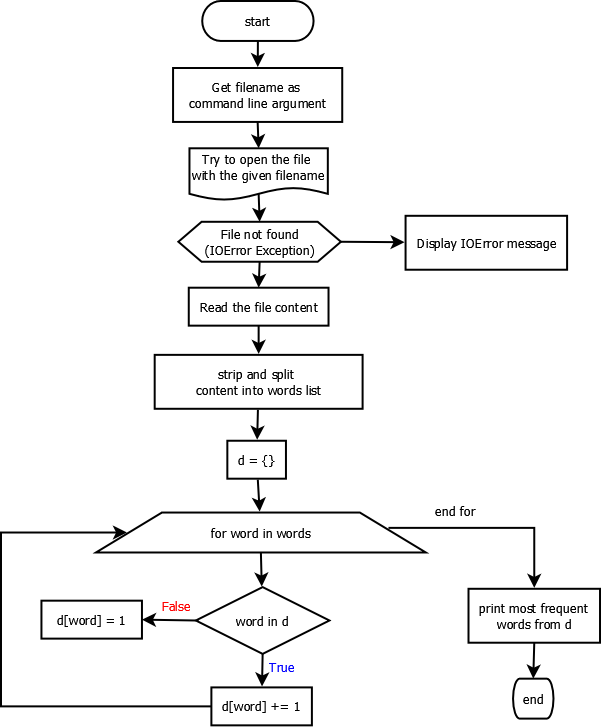 start
Get filename as
command line argument
Try to open the file
with the given filename
File not found
(IOError Exception)
Display IOError message
Read the file content
strip and split
content into words list
d = {}
for word in words
end for
False
d[word] = 1
word in d
print most frequent
words from d
True
d[word] += 1
end